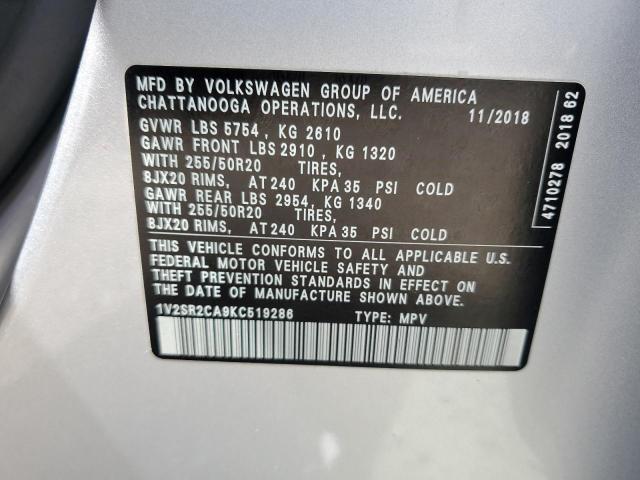 MFD BY VOLKSWAGEN GROUP OF AMERICA
CHATTANOOGA OPERATIONS, LLC. 11/2018
GVWR LBS 5754 , KG 2610
GAWR FRONT LBS 2910 , KG 1320
WITH 255/50R20 TIRES,
8JX20 RIMS, AT 240 KPA 35 PSI COLD
GAWR REAR LBS 2954, KG 1340
WITH 255/50R20 TIRES,
8JX20 RIMS, AT 240 KPA 35 PSI COLD
THIS VEHICLE CONFORMS TO ALL APPLICABLE U.S.
FEDERAL MOTOR VEHICLE SAFETY AND
THEFT PREVENTION STANDARDS IN EFFECT ON
THE DATE OF MANUFACTURE SHOWN ABOVE.
1V2SR2CA9KC519286 TYPE: MPV
4710278 2018 62